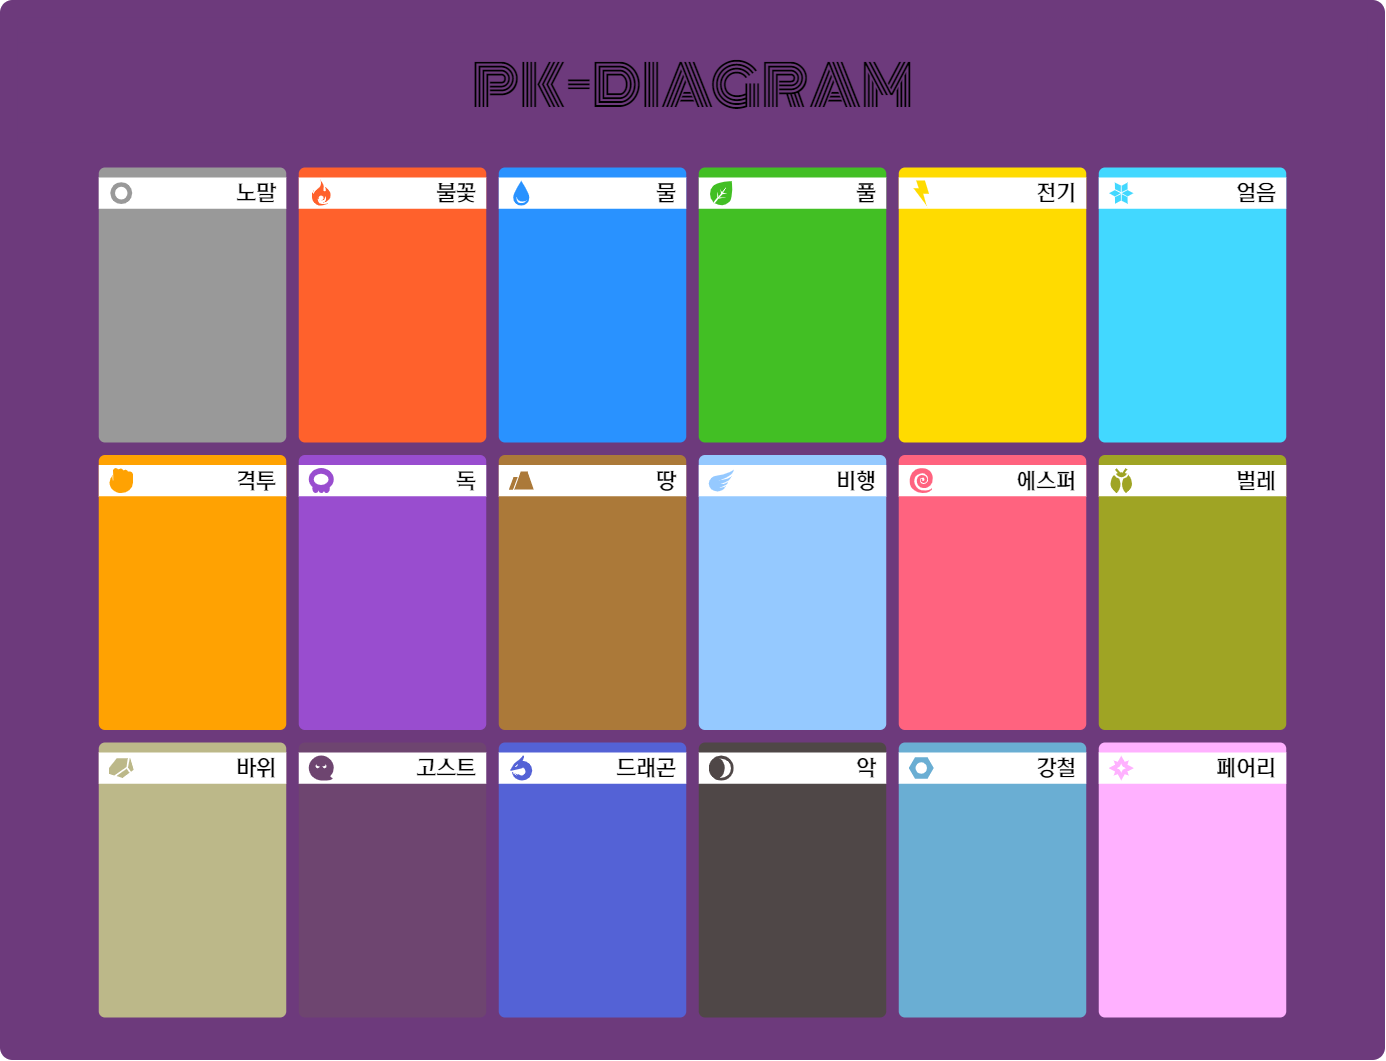 PK-DIAGRAM
노말
불꽃
물
풀
전기
얼음
격투
독
땅
비행
에스퍼
벌레
바위
고스트
드래곤
악
강철
페어리